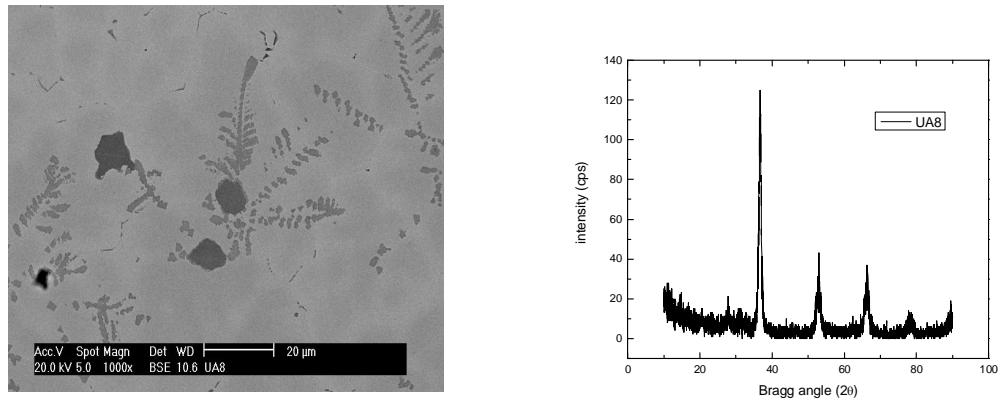 Acc.V Spot Magn Det WD 20 µm
20.0 kV 5.0 1000x BSE 10.6 UA8
140
120
100
80
60
40
20
0
0 20 40 60 80 100
intensity (cps)
Bragg angle (2θ)
UA8